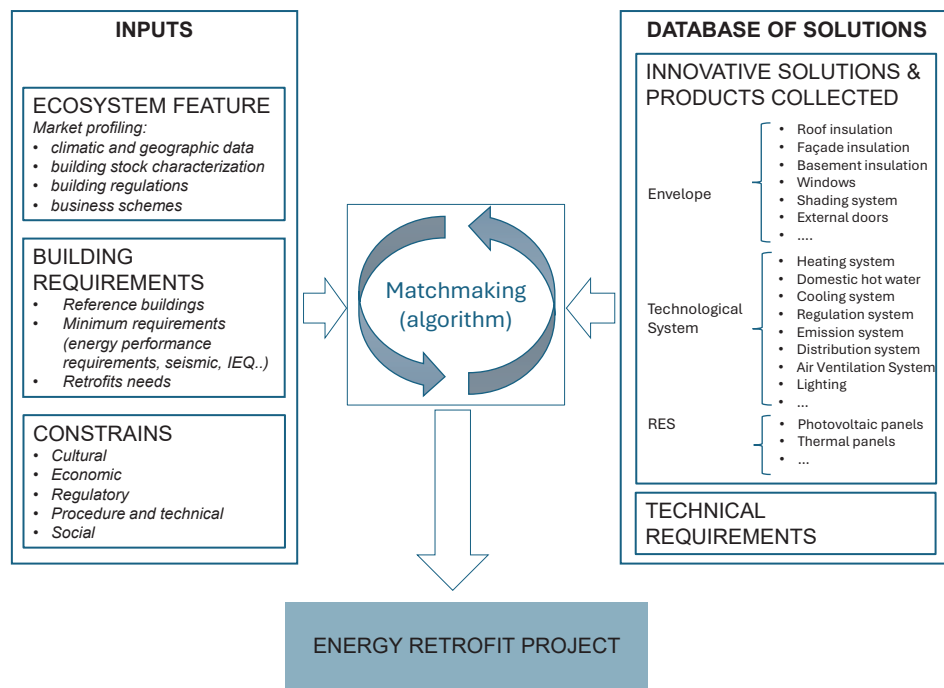 INPUTS
ECOSYSTEM FEATURE
Market profiling:
• climatic and geographic data
• building stock characterization
• building regulations
• business schemes
BUILDING
REQUIREMENTS
• Reference buildings
• Minimum requirements
(energy performance
requirements, seismic, IEQ..)
• Retrofits needs
CONSTRAINS
• Cultural
• Economic
• Regulatory
• Procedure and technical
• Social
Matchmaking
(algorithm)
DATABASE OF SOLUTIONS
INNOVATIVE SOLUTIONS &
PRODUCTS COLLECTED
Envelope
• Roof insulation
• Façade insulation
• Basement insulation
• Windows
• Shading system
• External doors
• ....
Technological
System
• Heating system
• Domestic hot water
• Cooling system
• Regulation system
• Emission system
• Distribution system
• Air Ventilation System
• Lighting
• ...
RES
• Photovoltaic panels
• Thermal panels
• ...
TECHNICAL
REQUIREMENTS
ENERGY RETROFIT PROJECT